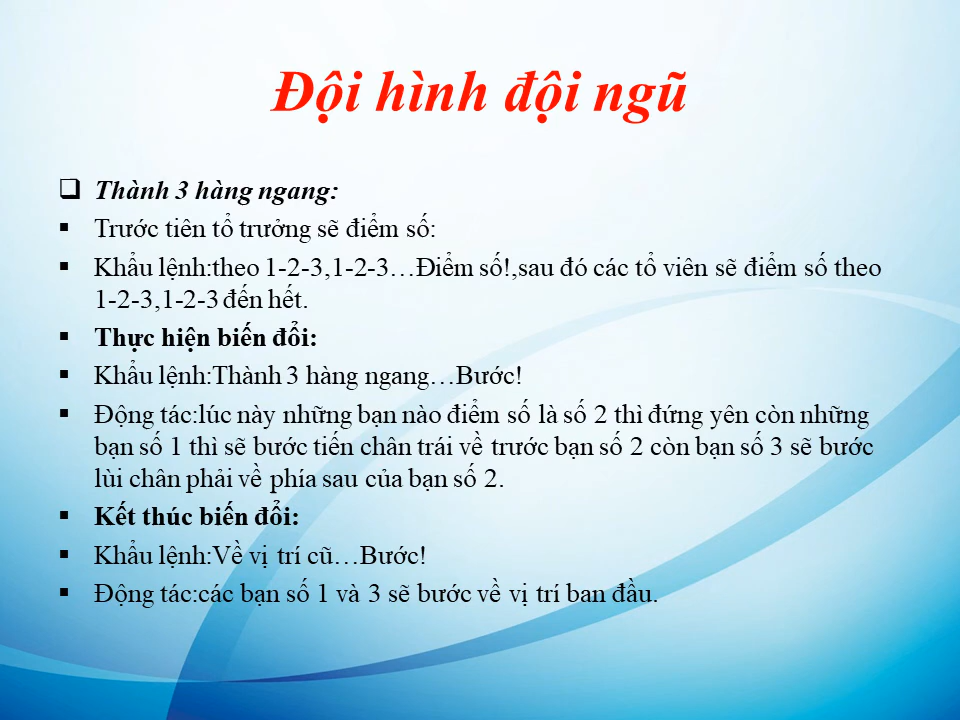 Đội hình đội ngũ
Thành 3 hàng ngang:
Trước tiên tổ trưởng sẽ điểm số:
Khẩu lệnh:theo 1-2-3,1-2-3…Điểm số!,sau đó các tổ viên sẽ điểm số theo
1-2-3,1-2-3 đến hết.
Thực hiện biến đổi:
Khẩu lệnh:Thành 3 hàng ngang…Bước!
Động tác:lúc này những bạn nào điểm số là số 2 thì đứng yên còn những
bạn số 1 thì sẽ bước tiến chân trái về trước bạn số 2 còn bạn số 3 sẽ bước
lùi chân phải về phía sau của bạn số 2.
Kết thúc biến đổi:
Khẩu lệnh:Về vị trí cũ…Bước!
Động tác:các bạn số 1 và 3 sẽ bước về vị trí ban đầu.